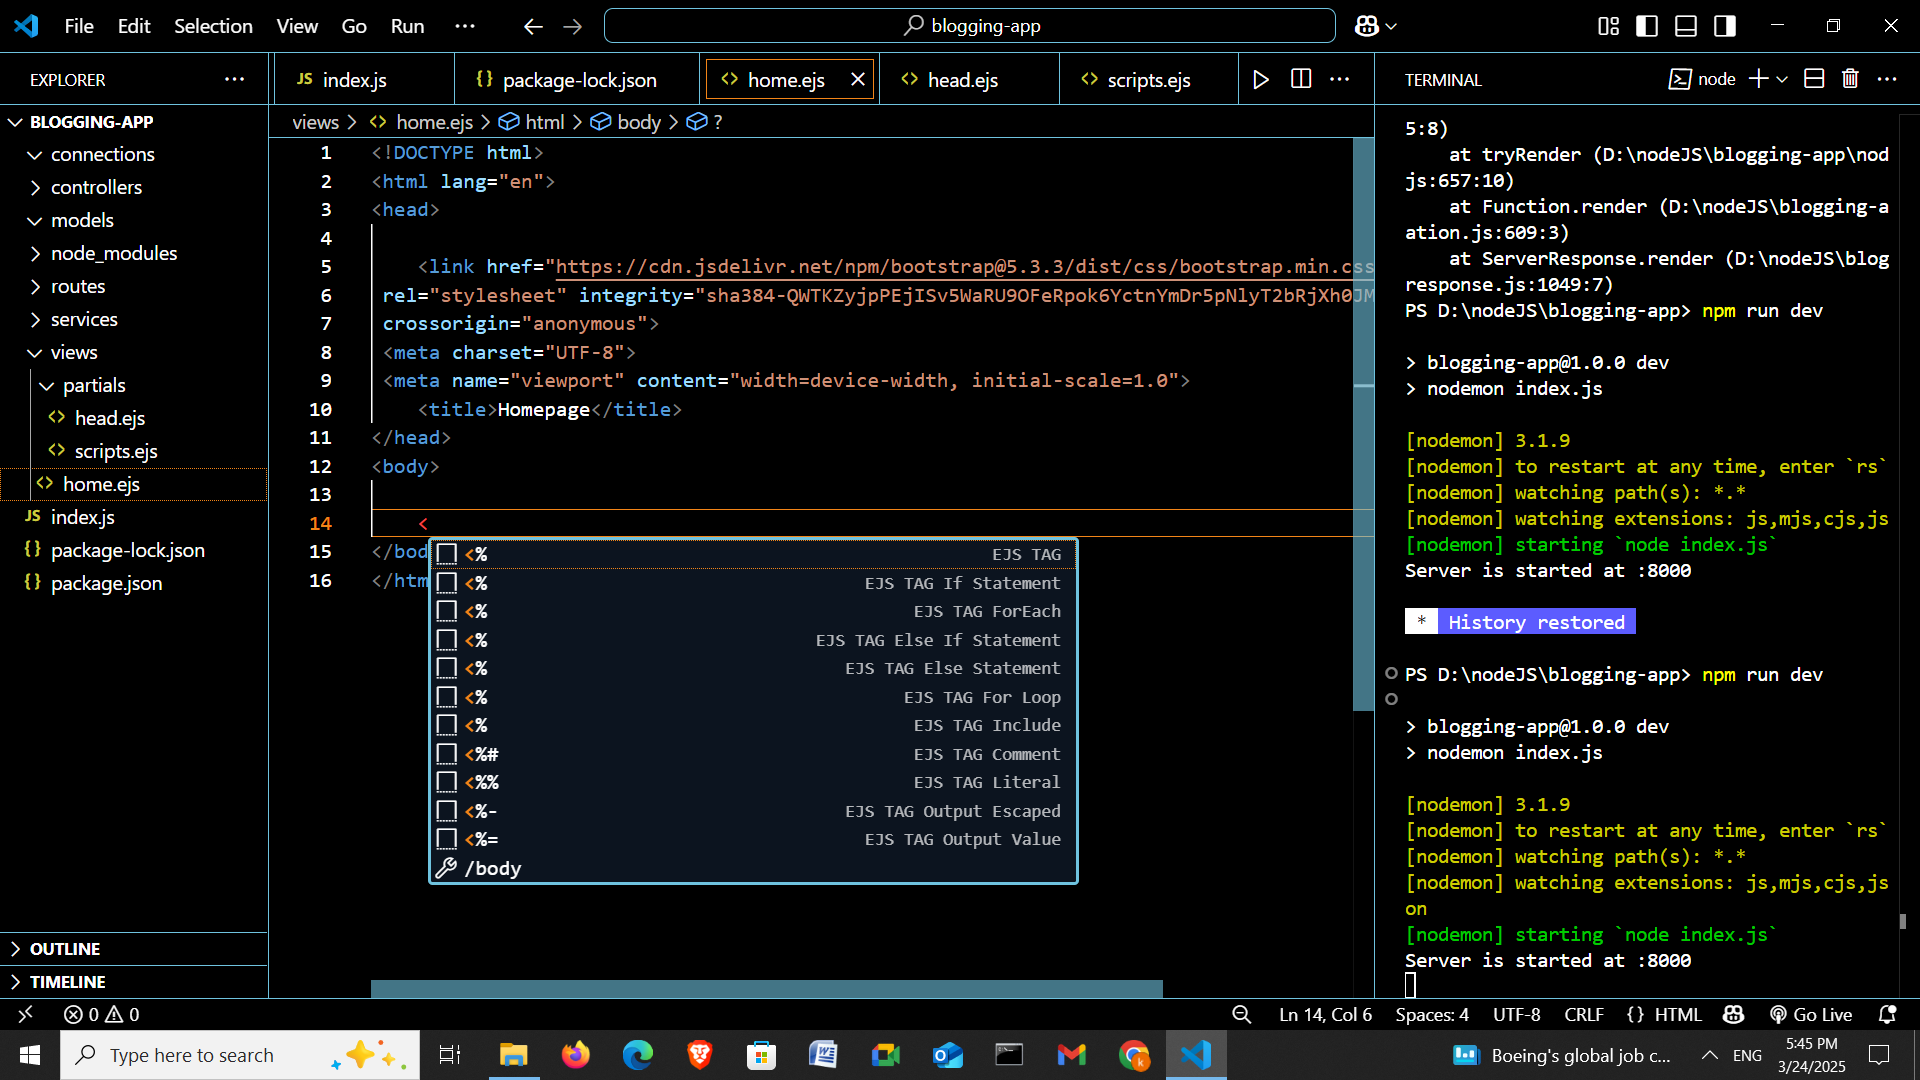 File Edit Selection View Go Run ···
blogging-app
EXPLORER ···
BLOGGING-APP
connections
controllers
models
node_modules
routes
services
views
partials
<> head.ejs
<> scripts.ejs
<> home.ejs
JS index.js
{} package-lock.json
{} package.json
OUTLINE
TIMELINE
JS index.js {} package-lock.json <> home.ejs <> head.ejs <> scripts.ejs
views > <> home.ejs > html > body > ?
1 <!DOCTYPE html>
2 <html lang="en">
3 <head>
4
5 <link href="https://cdn.jsdelivr.net/npm/bootstrap@5.3.3/dist/css/bootstrap.min.css
6 rel="stylesheet" integrity="sha384-QWTKZyjpPEjISv5WaRU9OFeRpok6YctnYmDr5pNlyT2bRjXh0JM
7 crossorigin="anonymous">
8 <meta charset="UTF-8">
9 <meta name="viewport" content="width=device-width, initial-scale=1.0">
10 <title>Homepage</title>
11 </head>
12 <body>
13
14 <
15 </bod
16 </htm
<% EJS TAG
<% EJS TAG If Statement
<% EJS TAG ForEach
<% EJS TAG Else If Statement
<% EJS TAG Else Statement
<% EJS TAG For Loop
<% EJS TAG Include
<%# EJS TAG Comment
<%% EJS TAG Literal
<%- EJS TAG Output Escaped
<%= EJS TAG Output Value
/body
TERMINAL node
5:8)
at tryRender (D:\nodeJS\blogging-app\nod
js:657:10)
at Function.render (D:\nodeJS\blogging-a
ation.js:609:3)
at ServerResponse.render (D:\nodeJS\blog
response.js:1049:7)
PS D:\nodeJS\blogging-app> npm run dev
> blogging-app@1.0.0 dev
> nodemon index.js
[nodemon] 3.1.9
[nodemon] to restart at any time, enter `rs`
[nodemon] watching path(s): *.*
[nodemon] watching extensions: js,mjs,cjs,js
[nodemon] starting `node index.js`
Server is started at :8000
* History restored
PS D:\nodeJS\blogging-app> npm run dev
> blogging-app@1.0.0 dev
> nodemon index.js
[nodemon] 3.1.9
[nodemon] to restart at any time, enter `rs`
[nodemon] watching path(s): *.*
[nodemon] watching extensions: js,mjs,cjs,js
on
[nodemon] starting `node index.js`
Server is started at :8000
0 0 Ln 14, Col 6 Spaces: 4 UTF-8 CRLF {} HTML Go Live
Type here to search Boeing's global job c... ENG
5:45 PM
3/24/2025